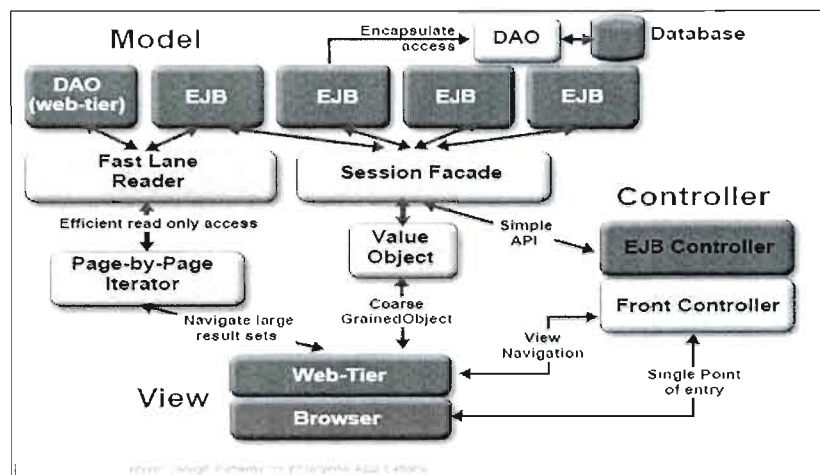 Model
Encapsulate
access
DAO
Database
DAO
(web-tier)
EJB
EJB
EJB
EJB
Fast Lane
Reader
Session Facade
Controller
Efficient read only access
Simple
API
Value
Object
EJB Controller
Page-by-Page
Iterator
Front Controller
Navigate large
result sets
Coarse
GrainedObject
View
Navigation
Web-Tier
Single Point
of entry
View
Browser